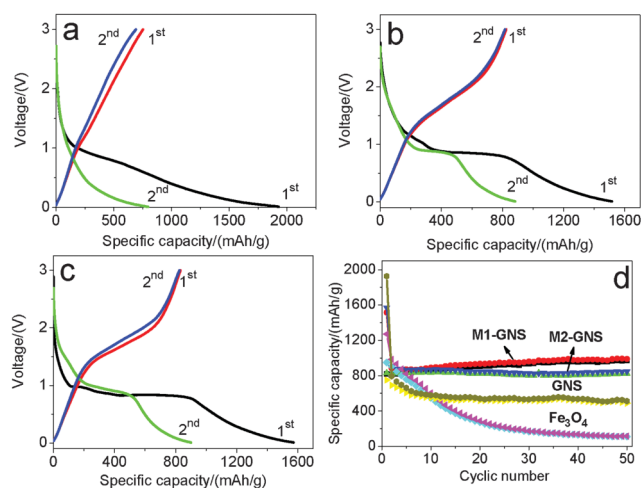 a
2nd
1st
Voltage/(V)
3
2
1
0
2nd
1st
0 500 1000 1500 2000
Specific capacity/(mAh/g)
b
2nd
1st
Voltage/(V)
3
2
1
0
2nd
1st
0 400 800 1200 1600
Specific capacity/(mAh/g)
c
2nd
1st
Voltage/(V)
3
2
1
0
2nd
1st
0 400 800 1200 1600
Specific capacity/(mAh/g)
d
Specific capacity/(mAh/g)
2000
1600
1200
800
400
0
M1-GNS
M2-GNS
GNS
Fe3O4
0 10 20 30 40 50
Cyclic number